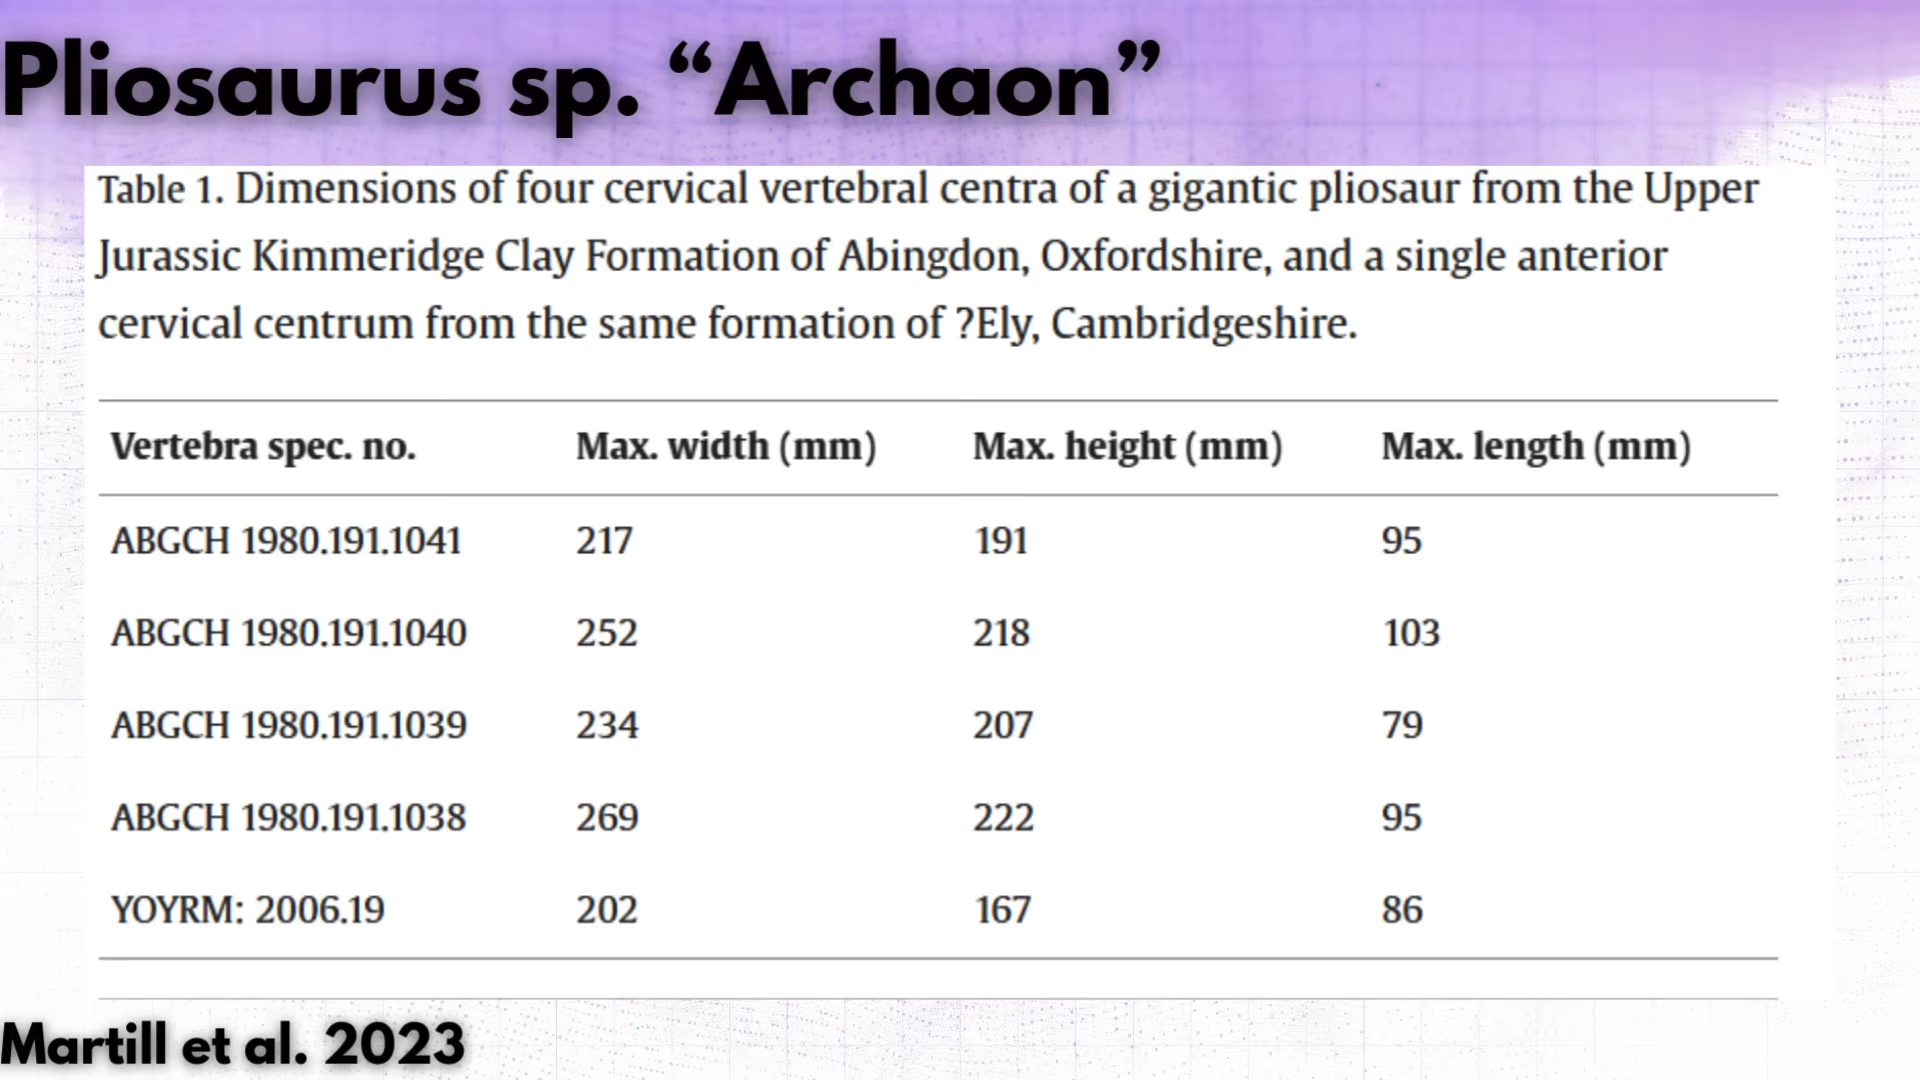 Pliosaurus sp. “Archaon”
Table 1. Dimensions of four cervical vertebral centra of a gigantic pliosaur from the Upper
Jurassic Kimmeridge Clay Formation of Abingdon, Oxfordshire, and a single anterior
cervical centrum from the same formation of ?Ely, Cambridgeshire.
Vertebra spec. no. Max. width (mm) Max. height (mm) Max. length (mm)
ABGCH 1980.191.1041 217 191 95
ABGCH 1980.191.1040 252 218 103
ABGCH 1980.191.1039 234 207 79
ABGCH 1980.191.1038 269 222 95
YOYRM: 2006.19 202 167 86
Martill et al. 2023